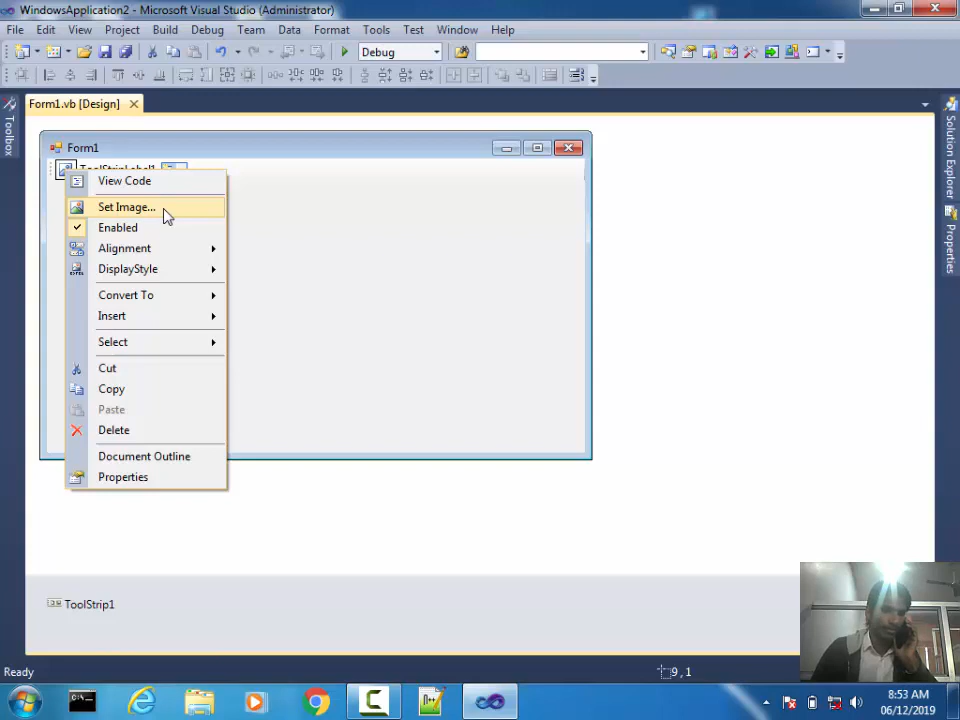 WindowsApplication2 - Microsoft Visual Studio (Administrator)
File Edit View Project Build Debug Team Data Format Tools Test Window Help
Debug
Form1.vb [Design]
Toolbox
Solution Explorer
Properties
Form1
ToolStripLabel1
View Code
Set Image...
Enabled
Alignment
DisplayStyle
Convert To
Insert
Select
Cut
Copy
Paste
Delete
Document Outline
Properties
ToolStrip1
Ready
9,1
8:53 AM
06/12/2019